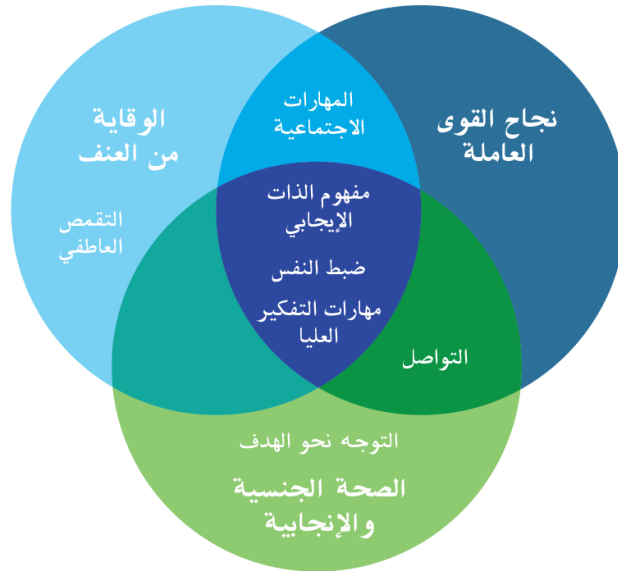 المهارات
الاجتماعية
نجاح القوى
العاملة
الوقاية
من العنف
التقمص
العاطفي
مفهوم الذات
الإيجابي
ضبط النفس
مهارات التفكير
العليا
التواصل
التوجه نحو الهدف
الصحة الجنسية
والإنجابية